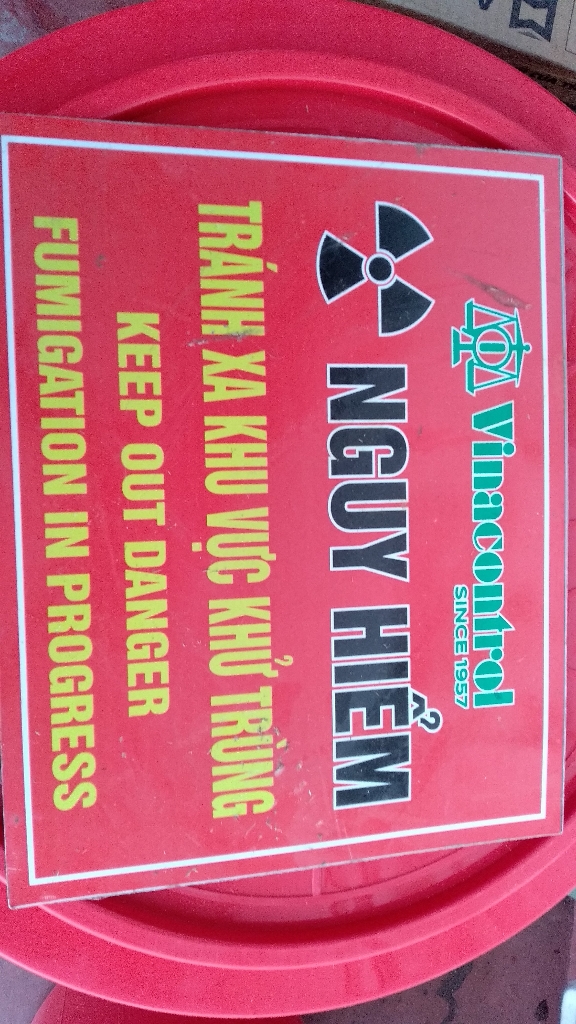 Vinacontrol
SINCE 1957
NGUY HIỂM
TRÁNH XA KHU VỰC KHỬ TRÙNG
KEEP OUT DANGER
FUMIGATION IN PROGRESS